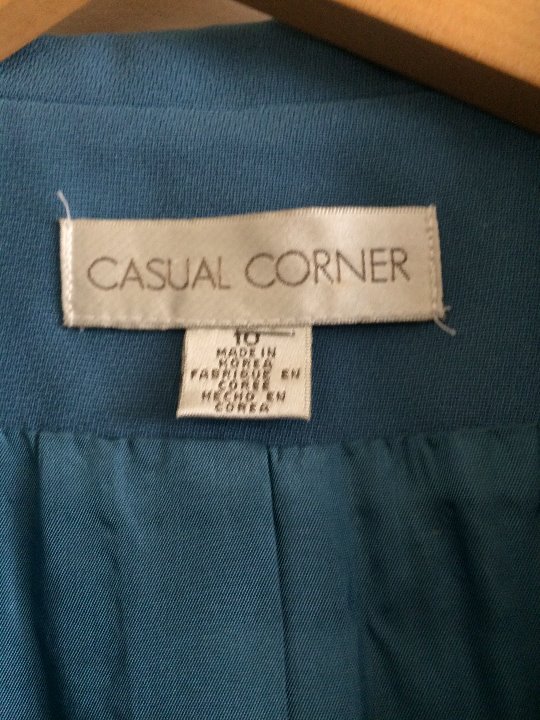 CASUAL CORNER
10
MADE IN
KOREA
FABRIQUE EN
COREE
HECHO EN
COREA